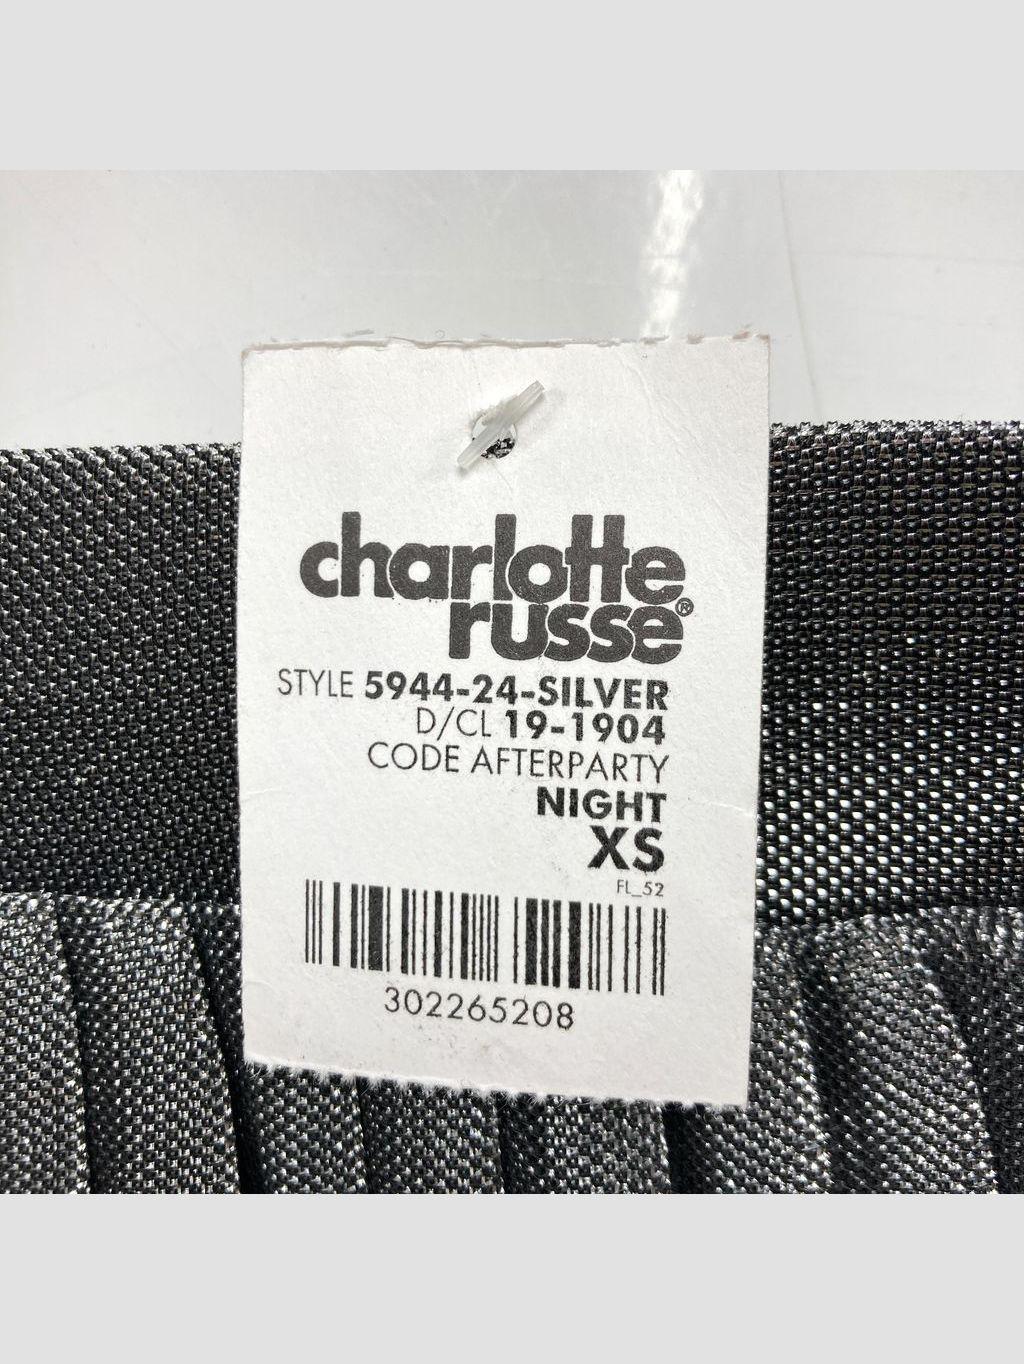 charlotte
russe®
STYLE 5944-24-SILVER
D/CL 19-1904
CODE AFTERPARTY
NIGHT
XS
FL_52
302265208